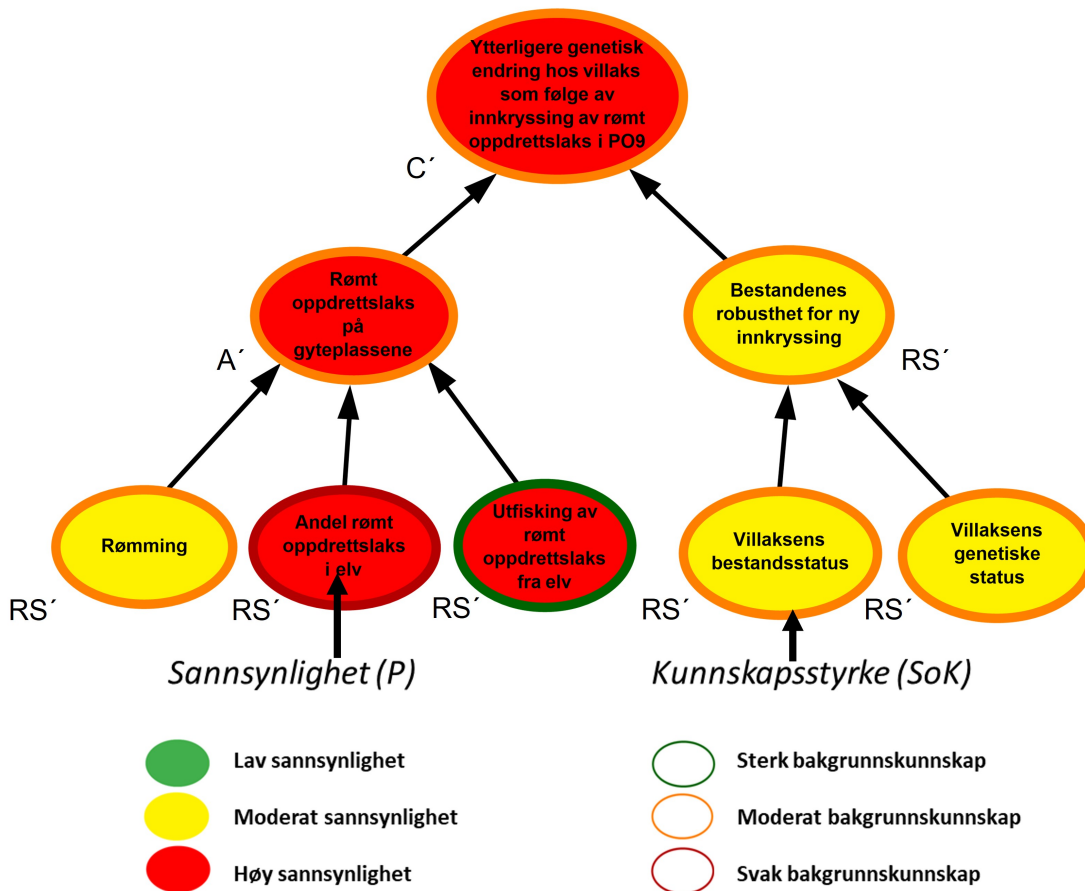 Ytterligere genetisk
endring hos villaks
som følge av
innkryssing av rømt
oppdrettslaks i PO9
C´
Rømt
oppdrettslaks
på
gyteplassene
A´
Bestandenes
robusthet for ny
innkryssing
RS´
Rømming
RS´
Andel rømt
oppdrettslaks
i elv
RS´
Utfisking av
rømt
oppdrettslaks
fra elv
RS´
Villaksens
bestandsstatus
RS´
Villaksens
genetiske
status
RS´
Sannsynlighet (P)
Kunnskapsstyrke (SoK)
Lav sannsynlighet
Sterk bakgrunnskunnskap
Moderat sannsynlighet
Moderat bakgrunnskunnskap
Høy sannsynlighet
Svak bakgrunnskunnskap